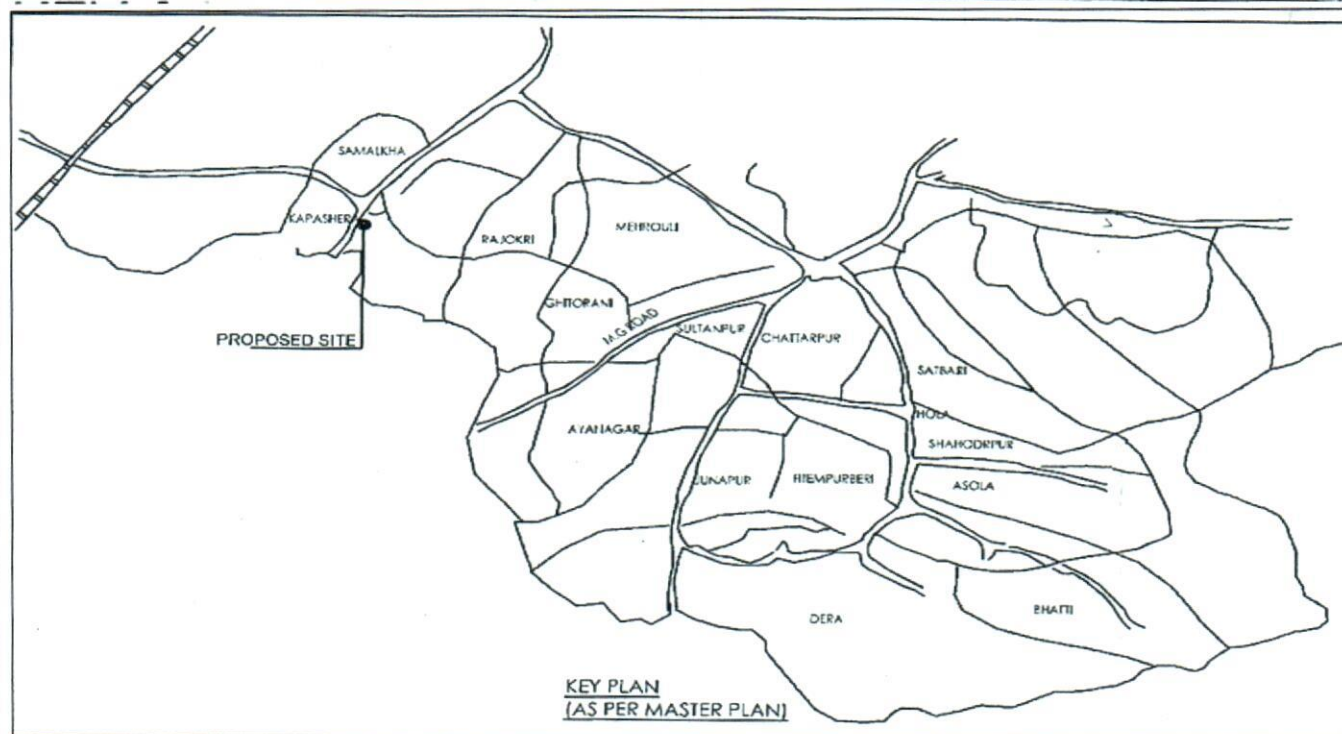 SAMALKHA
KAPASHERA
RAJOKRI
MEHROULI
PROPOSED SITE
GHITORANI
M.G ROAD
SULTANPUR
CHATTARPUR
SATBARI
HOLA
AYANAGAR
SHAHODRPUR
JUNAPUR
FITEMPURBERI
ASOLA
DERA
BHATTI
KEY PLAN
(AS PER MASTER PLAN)